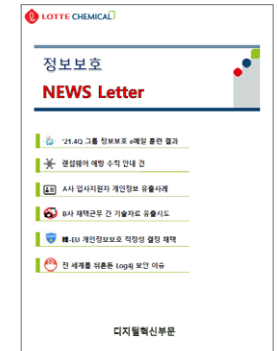 LOTTE CHEMICAL
정보보호
NEWS Letter
'21.4Q 그룹 정보보호 e메일 훈련 결과
랜섬웨어 예방 수칙 안내 건
A사 입사지원자 개인정보 유출사례
B사 재택근무 간 기술자료 유출시도
韓-EU 개인정보보호 적정성 결정 채택
전 세계를 뒤흔든 Log4j 보안 이슈
디지털혁신부문